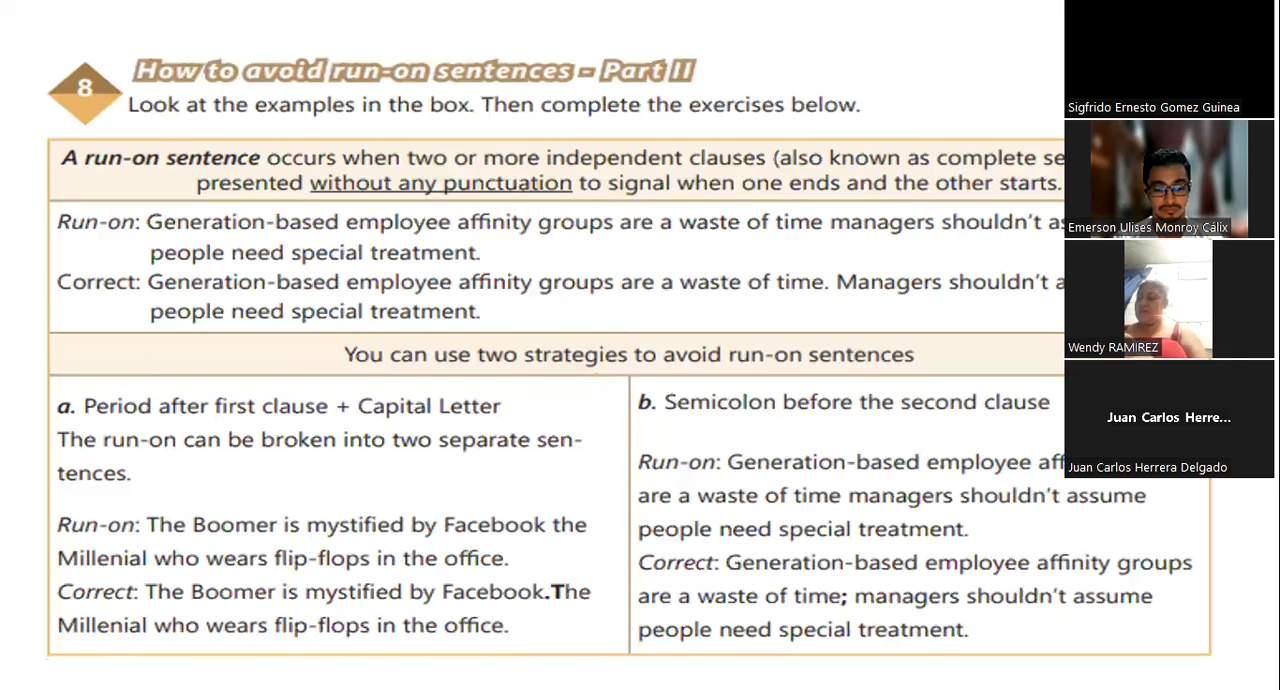 8
How to avoid run-on sentences - Part II
Look at the examples in the box. Then complete the exercises below.
A run-on sentence occurs when two or more independent clauses (also known as complete se
presented without any punctuation to signal when one ends and the other starts.
Run-on: Generation-based employee affinity groups are a waste of time managers shouldn't as
people need special treatment.
Correct: Generation-based employee affinity groups are a waste of time. Managers shouldn't a
people need special treatment.
You can use two strategies to avoid run-on sentences
a. Period after first clause + Capital Letter
The run-on can be broken into two separate sen-
tences.
Run-on: The Boomer is mystified by Facebook the
Millenial who wears flip-flops in the office.
Correct: The Boomer is mystified by Facebook.The
Millenial who wears flip-flops in the office.
b. Semicolon before the second clause
Run-on: Generation-based employee aff
are a waste of time managers shouldn't assume
people need special treatment.
Correct: Generation-based employee affinity groups
are a waste of time; managers shouldn't assume
people need special treatment.
Sigfrido Ernesto Gomez Guinea
Emerson Ulises Monroy Cálix
Wendy RAMIREZ
Juan Carlos Herre...
Juan Carlos Herrera Delgado